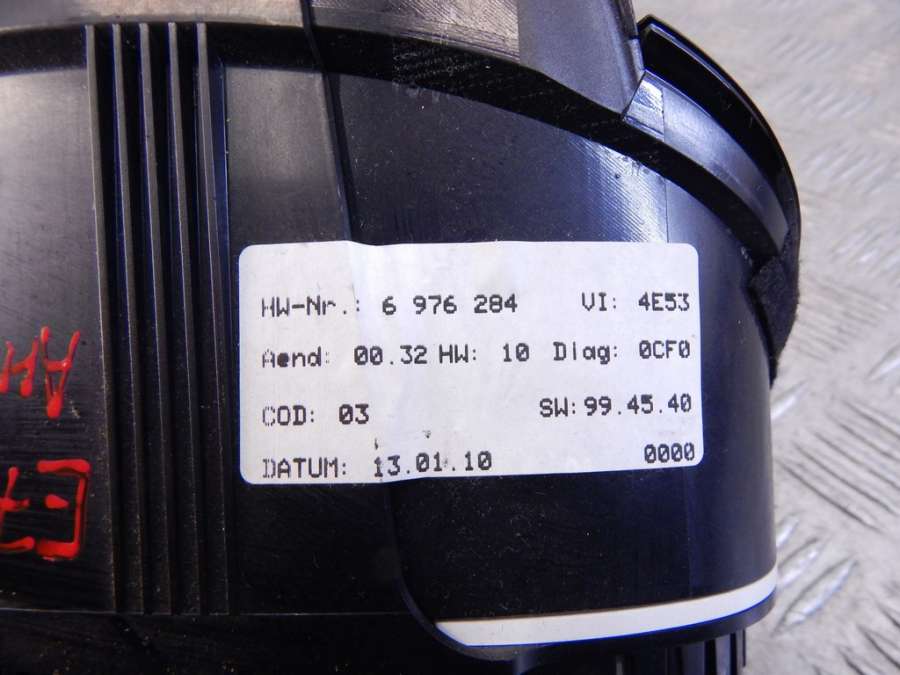 HW-Nr.: 6 976 284 VI: 4E53
Aend: 00.32 HW: 10 Diag: 0CF0
COD: 03 SW: 99.45.40
DATUM: 13.01.10 0000